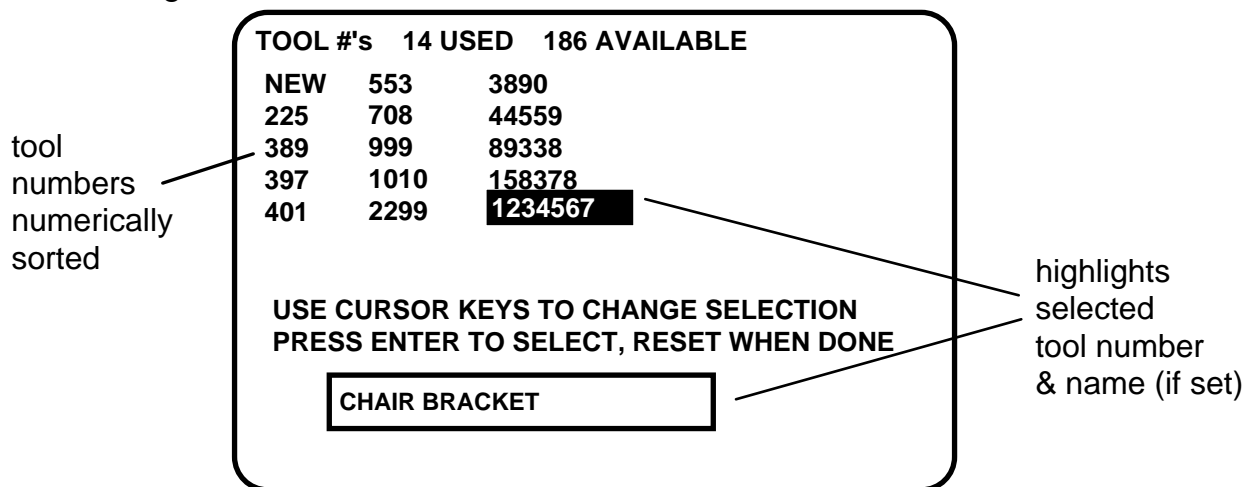 TOOL #'s 14 USED 186 AVAILABLE
NEW 553 3890
225 708 44559
389 999 89338
397 1010 158378
401 2299 1234567
tool
numbers
numerically
sorted
USE CURSOR KEYS TO CHANGE SELECTION
PRESS ENTER TO SELECT, RESET WHEN DONE
CHAIR BRACKET
highlights
selected
tool number
& name (if set)